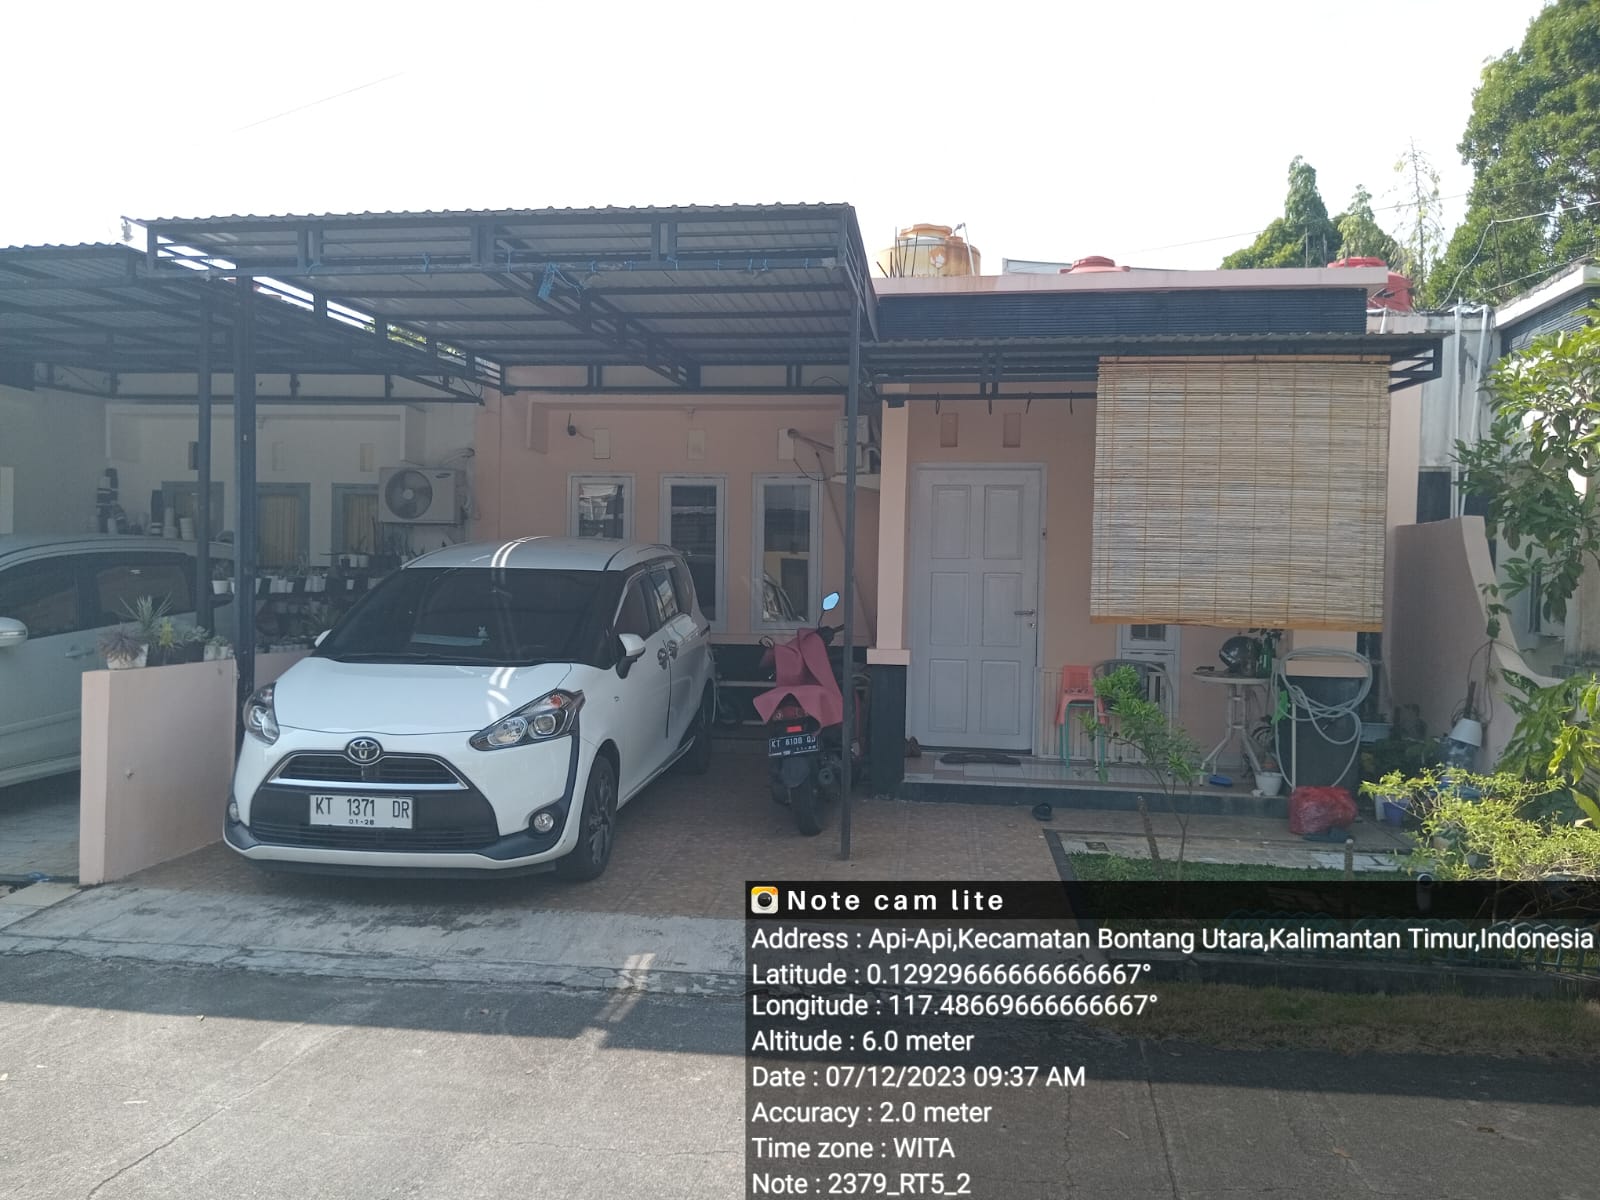 KT 1371 DR
01-28
KT 6108 QJ
Note cam lite
Address : Api-Api,Kecamatan Bontang Utara,Kalimantan Timur,Indonesia
Latitude : 0.12929666666666667°
Longitude : 117.48669666666667°
Altitude : 6.0 meter
Date : 07/12/2023 09:37 AM
Accuracy : 2.0 meter
Time zone : WITA
Note : 2379_RT5_2